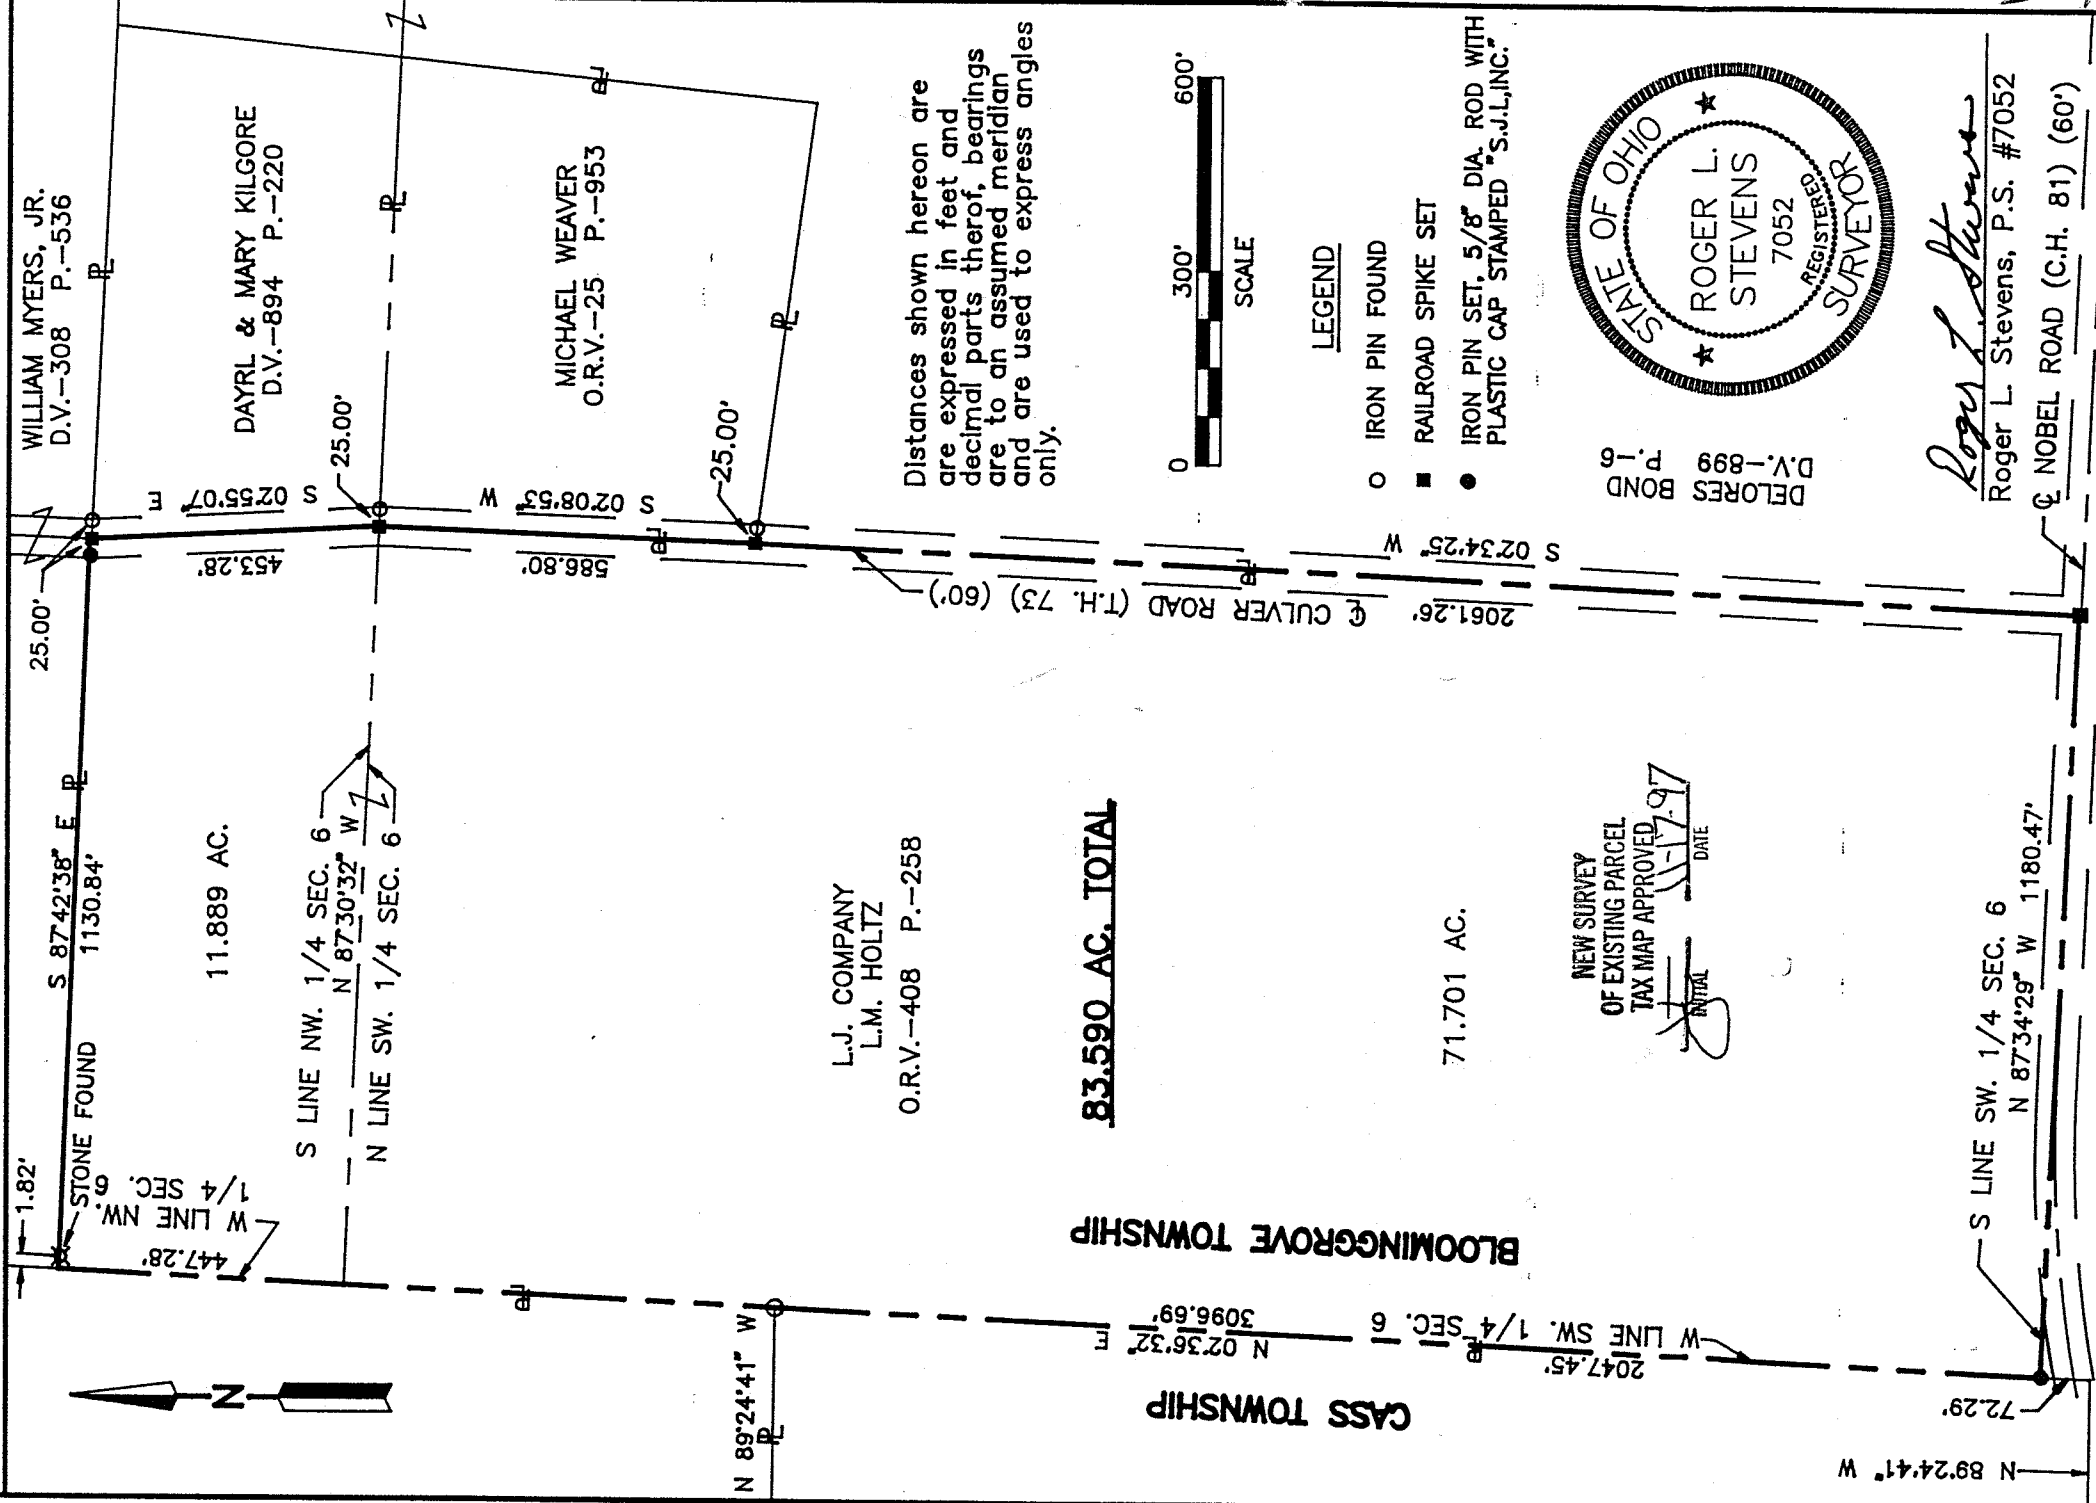 WILLIAM MYERS, JR.
D.V.-308 P.-536
DAYRL & MARY KILGORE
D.V.-894 P.-220
MICHAEL WEAVER
O.R.V.-25 P.-953
25.00'
25.00'
25.00'
1.82'
S 87°42'38" E
1130.84'
STONE FOUND
W LINE NW.
1/4 SEC. 6
447.28'
11.889 AC.
S LINE NW. 1/4 SEC. 6
N 87°30'32" W
N LINE SW. 1/4 SEC. 6
S 02°55'07" E
453.28'
S 02°08'53" W
586.80'
S 02°34'25" W
2061.26'
℄ CULVER ROAD (T.H. 73) (60')
Distances shown hereon are
are expressed in feet and
decimal parts therof, bearings
are to an assumed meridian
and are used to express angles
only.
0 300' 600'
SCALE
LEGEND
IRON PIN FOUND
RAILROAD SPIKE SET
IRON PIN SET, 5/8" DIA. ROD WITH
PLASTIC CAP STAMPED "S.J.L,INC."
L.J. COMPANY
L.M. HOLTZ
O.R.V.-408 P.-258
83.590 AC. TOTAL
71.701 AC.
N
N 89°24'41" W
BLOOMINGGROVE TOWNSHIP
CASS TOWNSHIP
N 02°36'32" E
3096.69'
W LINE SW. 1/4 SEC. 6
2047.45'
NEW SURVEY
OF EXISTING PARCEL
TAX MAP APPROVED
11-17-97
INITIAL DATE
DELORES BOND
D.V.-899 P.-6
STATE OF OHIO
ROGER L.
STEVENS
7052
REGISTERED
SURVEYOR
Roger L. Stevens
Roger L. Stevens, P.S. #7052
℄ NOBEL ROAD (C.H. 81) (60')
S LINE SW. 1/4 SEC. 6
N 87°34'29" W 1180.47'
72.29'
N 89°24'41" W